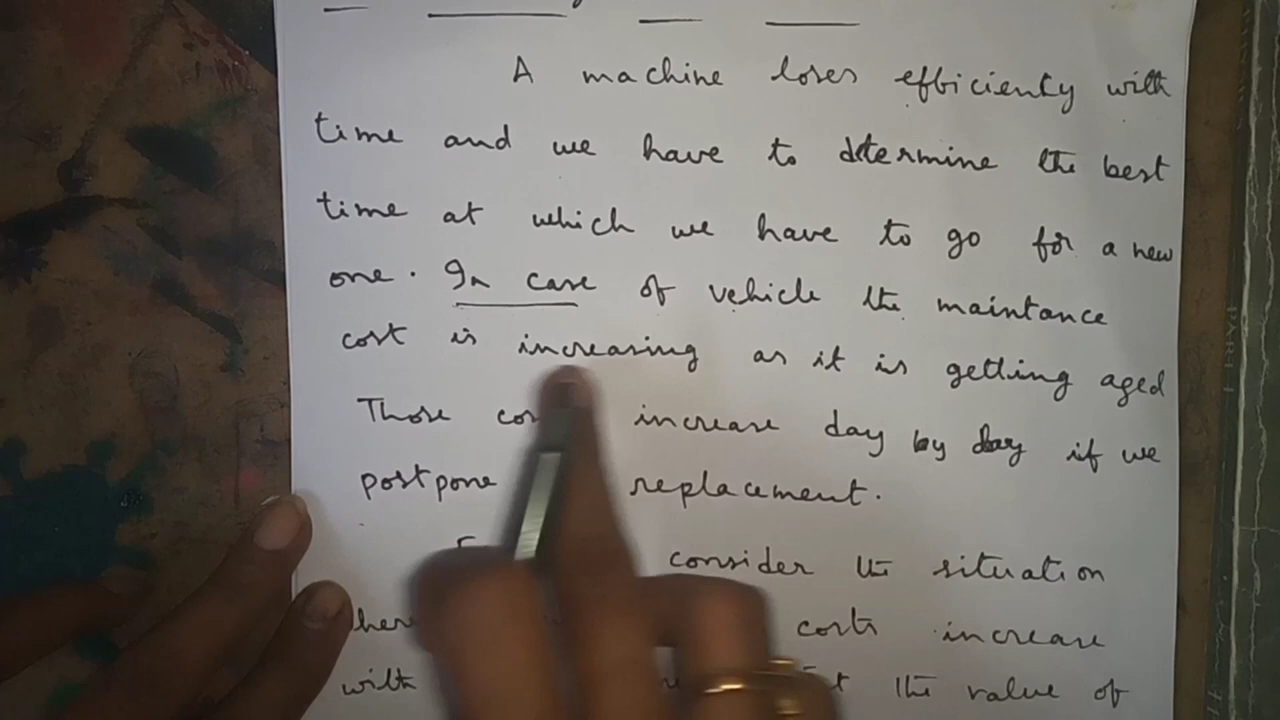 A machine loses efficiency with
time and we have to determine the best
time at which we have to go for a new
one. In case of vehicle the maintance
cost is increasing as it is getting aged
Those increase day by day if we
postpone replacement.
consider the situation
costs increase
with the value of